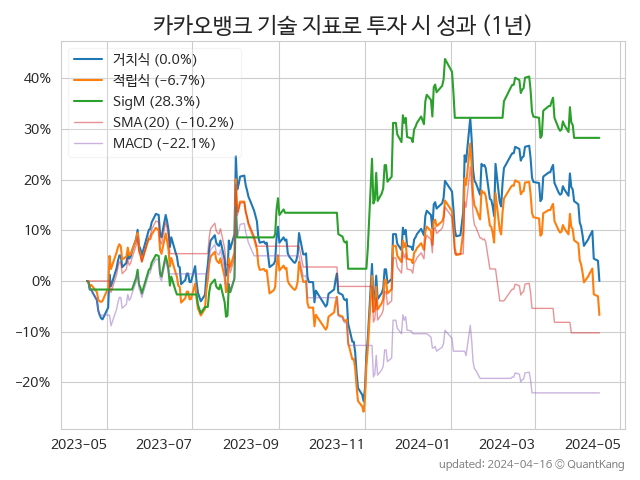 카카오뱅크 기술 지표로 투자 시 성과 (1년)
거치식 (0.0%)
적립식 (−6.7%)
SigM (28.3%)
SMA(20) (−10.2%)
MACD (−22.1%)
40%
30%
20%
10%
0%
−10%
−20%
2023−05 2023−07 2023−09 2023−11 2024−01 2024−03 2024−05
updated: 2024−04−16 © QuantKang